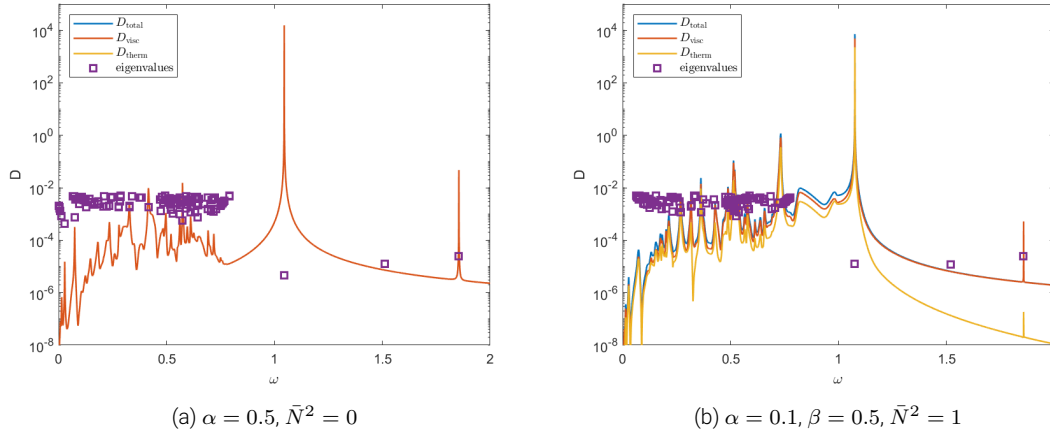 10^4
10^2
10^0
10^-2
10^-4
10^-6
10^-8
D
0
0.5
1
1.5
2
ω
D_total
D_visc
D_therm
eigenvalues
(a) α = 0.5, N̄² = 0
10^4
10^2
10^0
10^-2
10^-4
10^-6
10^-8
D
0
0.5
1
1.5
ω
D_total
D_visc
D_therm
eigenvalues
(b) α = 0.1, β = 0.5, N̄² = 1